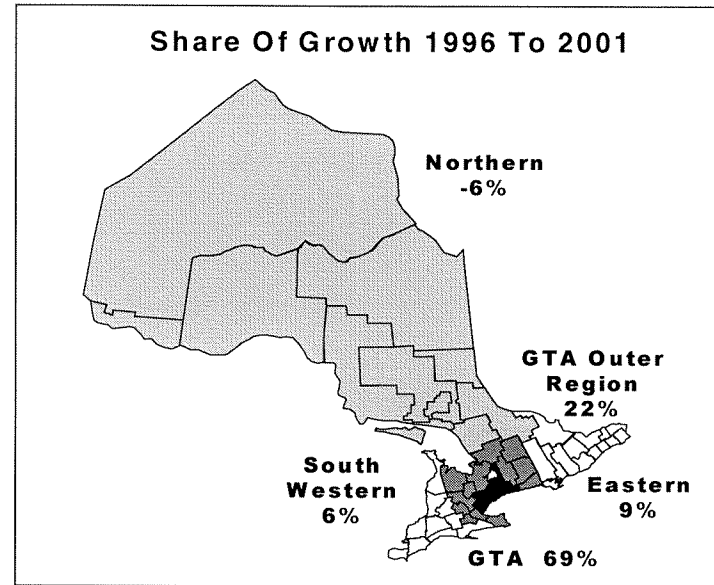 Share Of Growth 1996 To 2001
Northern
-6%
GTA Outer
Region
22%
South
Western
6%
Eastern
9%
GTA 69%